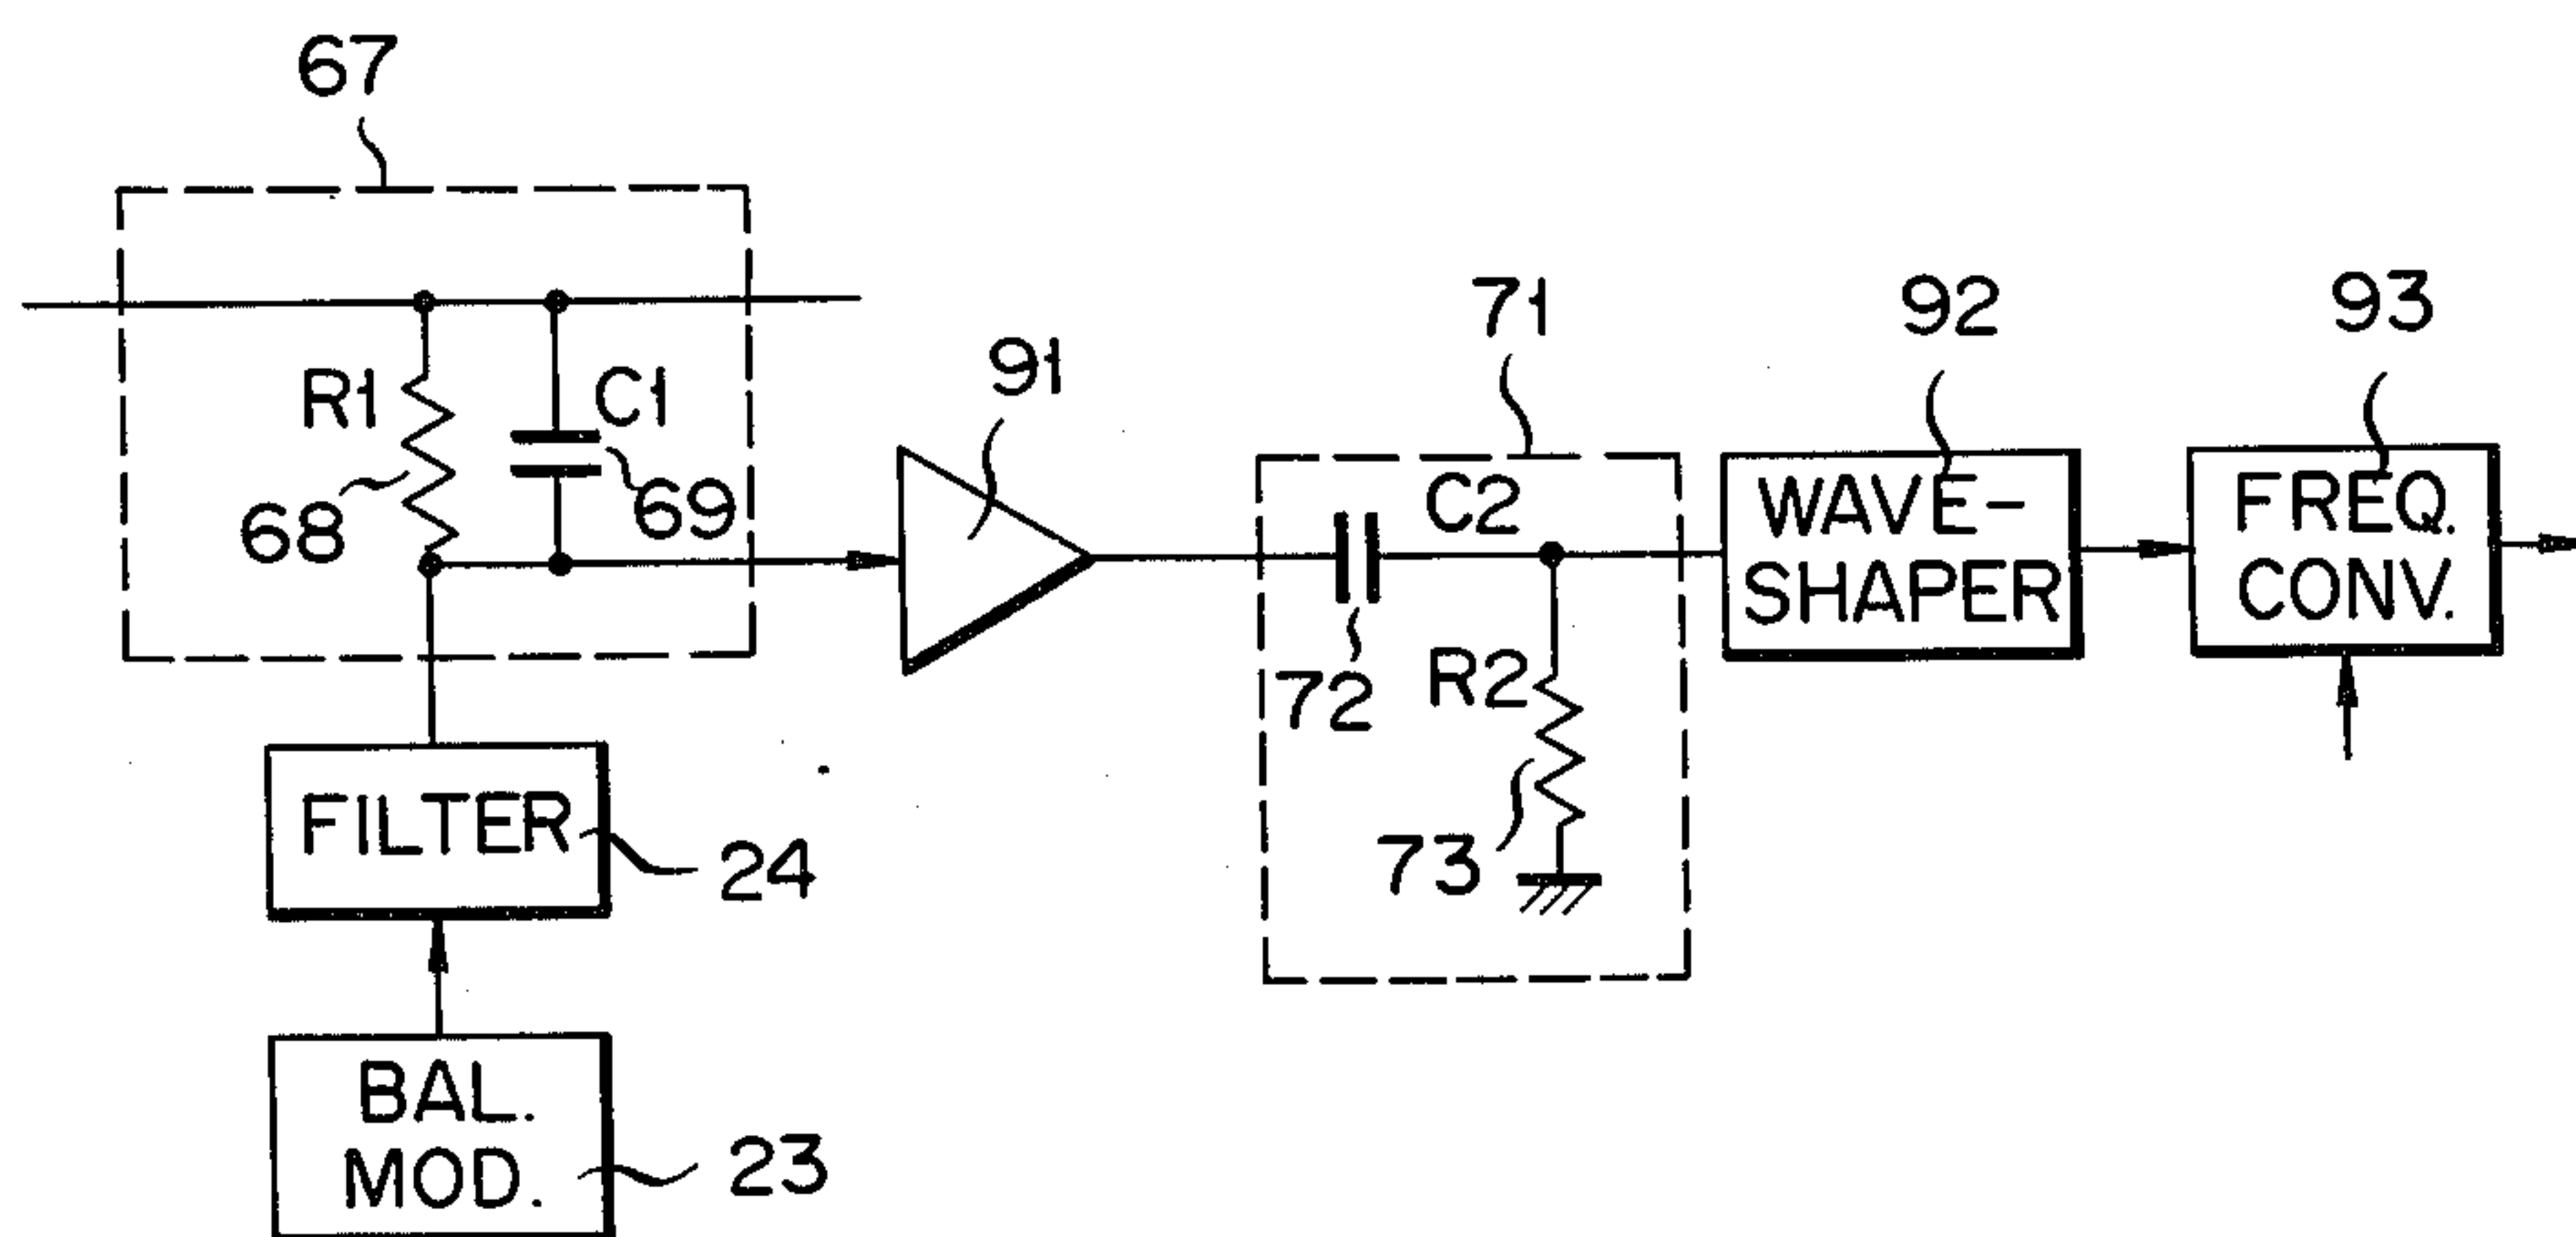 67
R1
C1
68
69
91
71
C2
72
R2
73
92
WAVE-
SHAPER
93
FREQ.
CONV.
FILTER
24
BAL.
MOD.
23